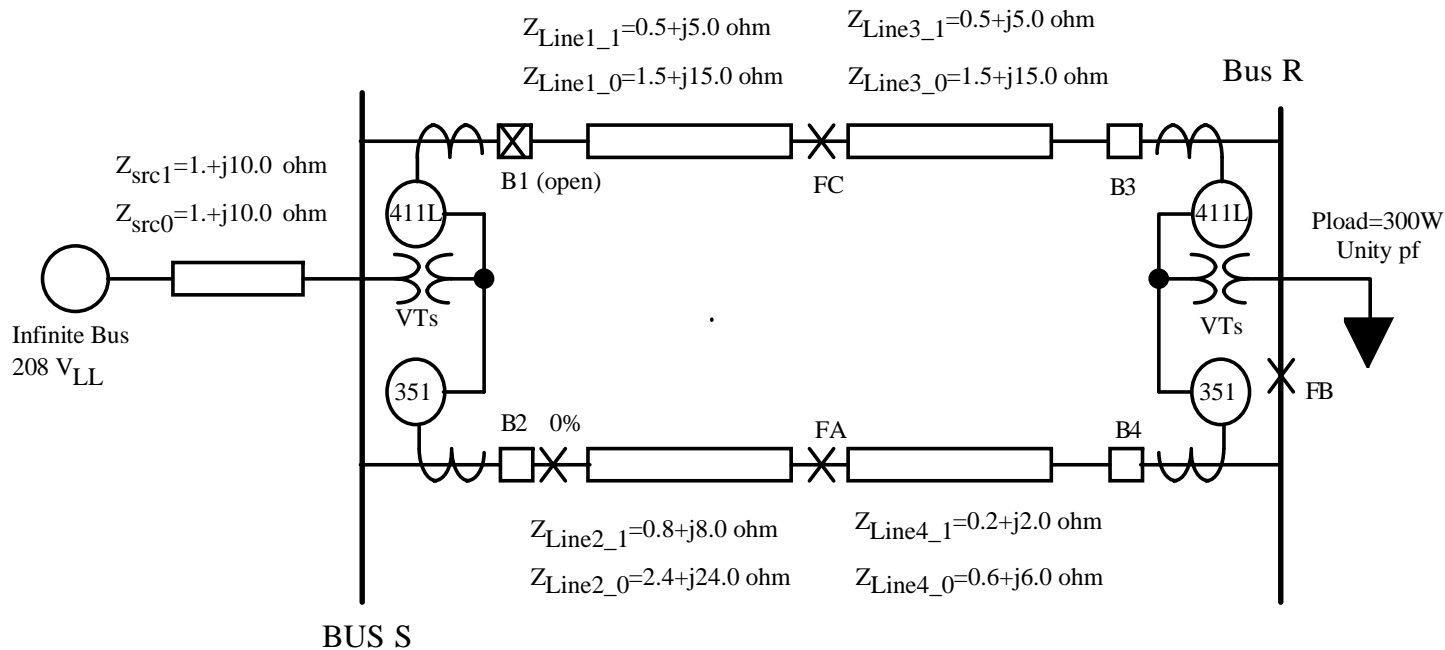 Z_Line1_1=0.5+j5.0 ohm
Z_Line3_1=0.5+j5.0 ohm
Z_Line1_0=1.5+j15.0 ohm
Z_Line3_0=1.5+j15.0 ohm
Bus R
Z_src1=1.+j10.0 ohm
Z_src0=1.+j10.0 ohm
B1 (open)
FC
B3
411L
411L
Pload=300W
Unity pf
VTs
VTs
Infinite Bus
208 V_LL
351
351
FB
B2
0%
FA
B4
Z_Line2_1=0.8+j8.0 ohm
Z_Line4_1=0.2+j2.0 ohm
Z_Line2_0=2.4+j24.0 ohm
Z_Line4_0=0.6+j6.0 ohm
BUS S